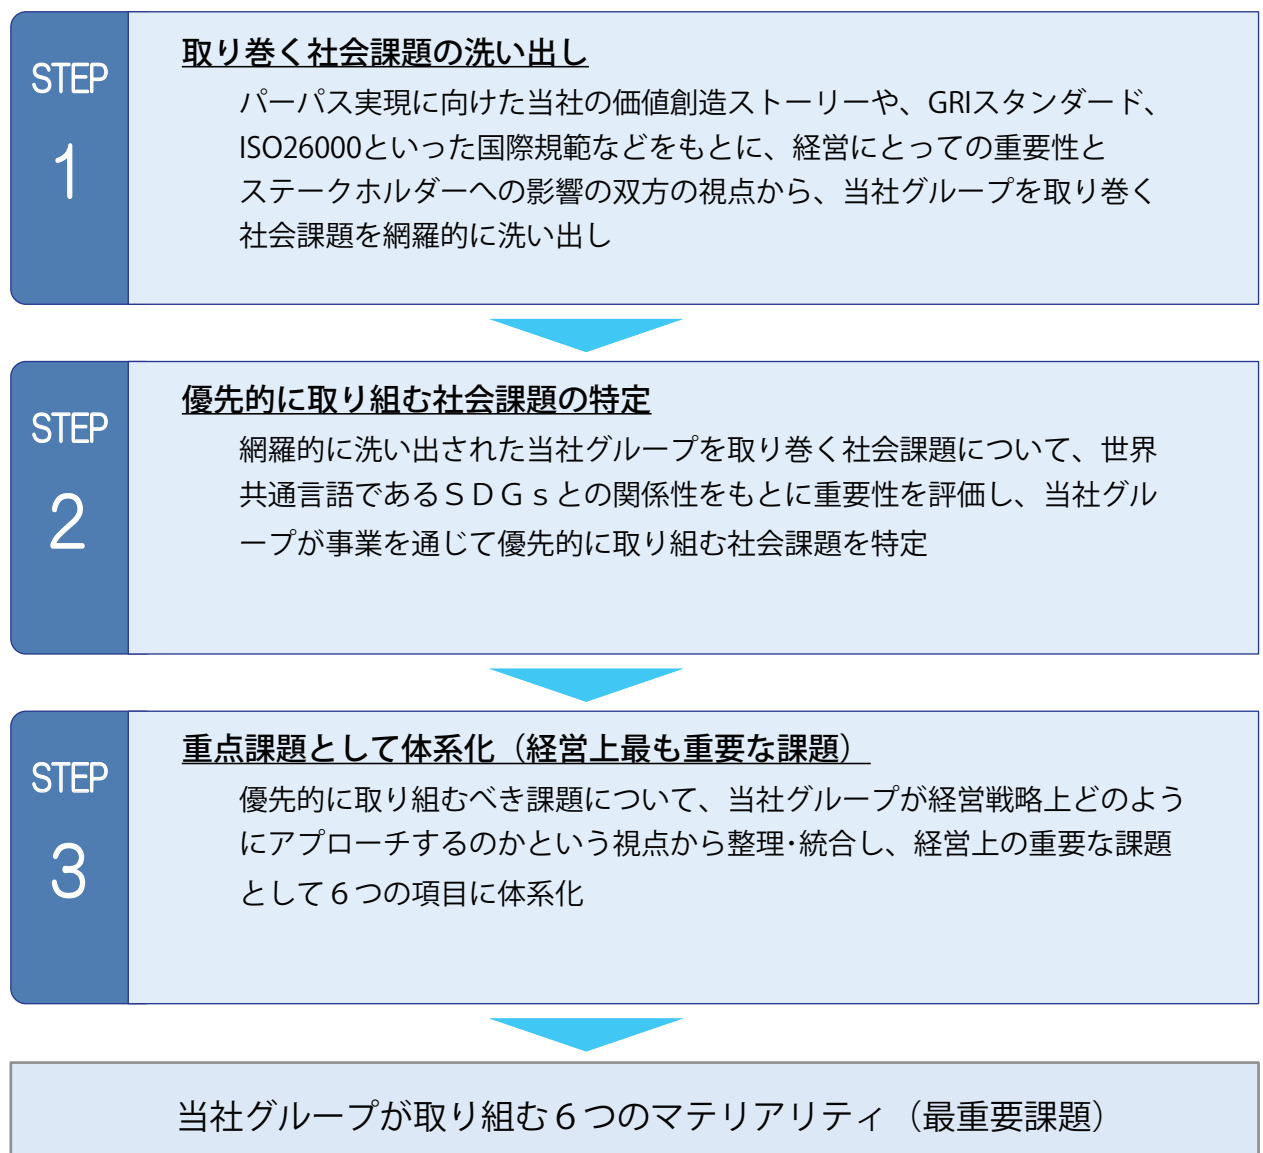 STEP
1
取り巻く社会課題の洗い出し
パーパス実現に向けた当社の価値創造ストーリーや、GRIスタンダード、
ISO26000といった国際規範などをもとに、経営にとっての重要性と
ステークホルダーへの影響の双方の視点から、当社グループを取り巻く
社会課題を網羅的に洗い出し
STEP
2
優先的に取り組む社会課題の特定
網羅的に洗い出された当社グループを取り巻く社会課題について、世界
共通言語であるＳＤＧｓとの関係性をもとに重要性を評価し、当社グル
ープが事業を通じて優先的に取り組む社会課題を特定
STEP
3
重点課題として体系化（経営上最も重要な課題）
優先的に取り組むべき課題について、当社グループが経営戦略上どのよう
にアプローチするのかという視点から整理･統合し、経営上の重要な課題
として６つの項目に体系化
当社グループが取り組む６つのマテリアリティ（最重要課題）